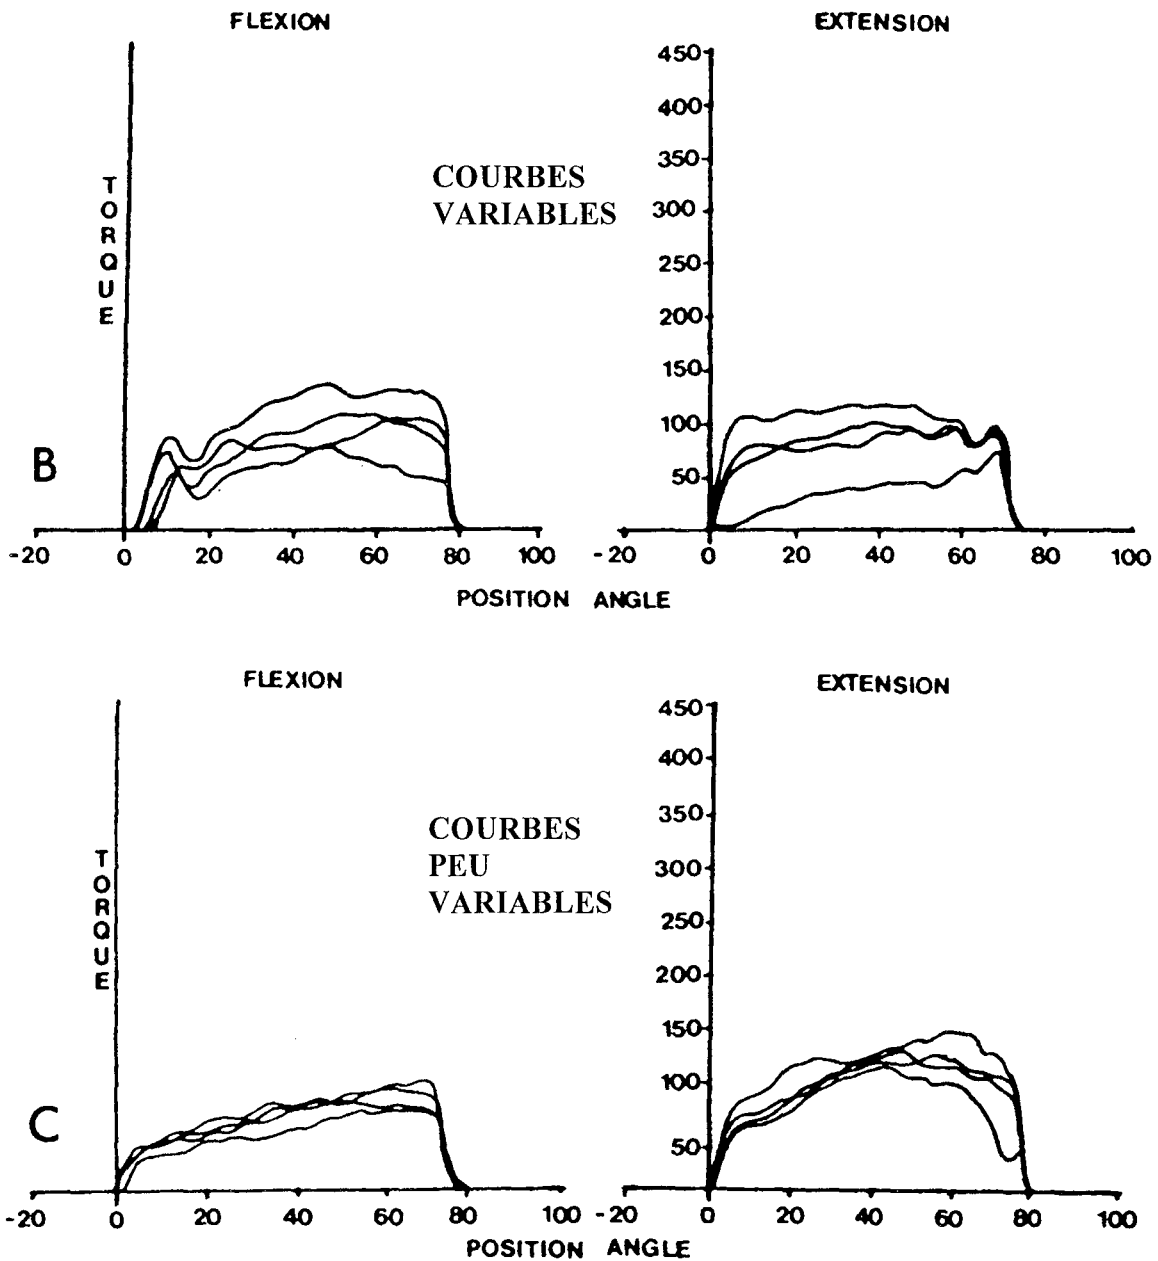 FLEXION EXTENSION
450
400
350
300
250
200
150
100
50
TORQUE
COURBES
VARIABLES
B
-20 0 20 40 60 80 100 -20 0 20 40 60 80 100
POSITION ANGLE
FLEXION EXTENSION
450
400
350
300
250
200
150
100
50
TORQUE
COURBES
PEU
VARIABLES
C
-20 0 20 40 60 80 100 -20 0 20 40 60 80 100
POSITION ANGLE